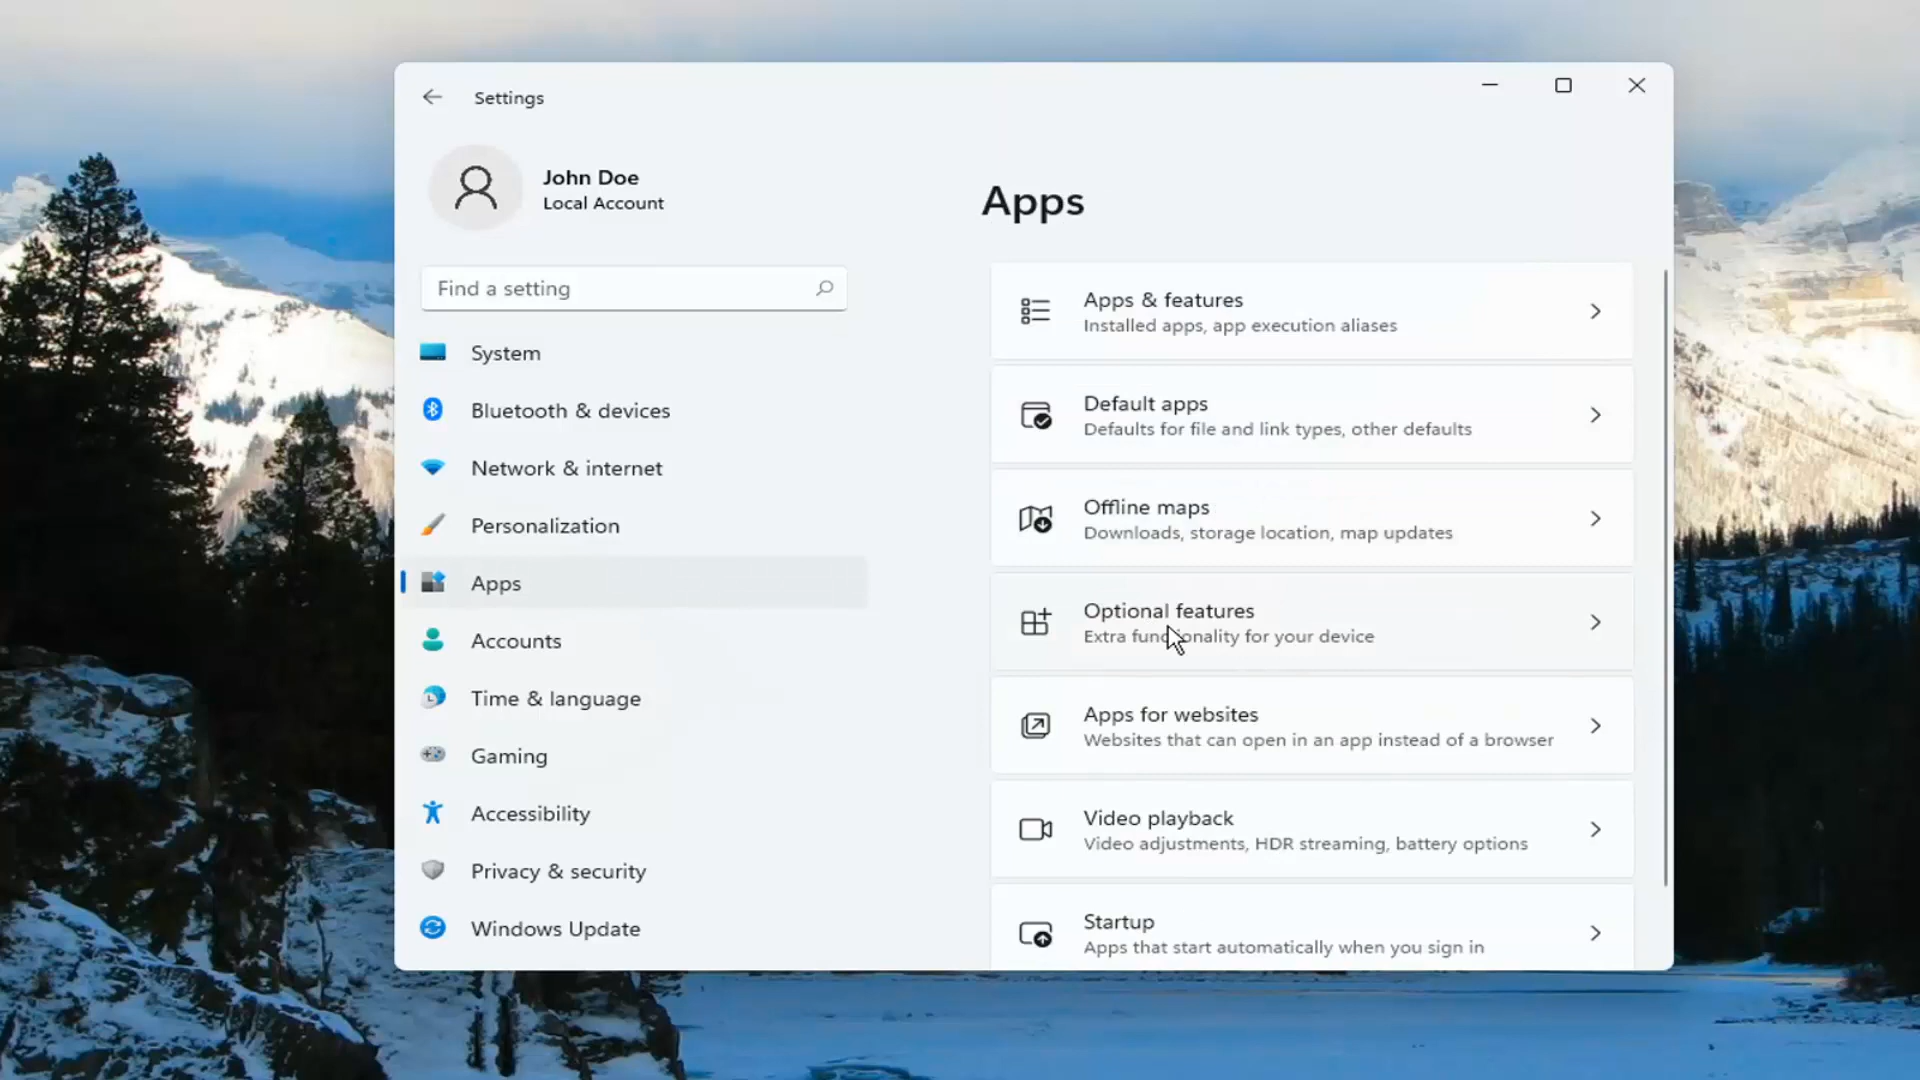 Settings
John Doe
Local Account
Find a setting
System
Bluetooth & devices
Network & internet
Personalization
Apps
Accounts
Time & language
Gaming
Accessibility
Privacy & security
Windows Update
Apps
Apps & features
Installed apps, app execution aliases
Default apps
Defaults for file and link types, other defaults
Offline maps
Downloads, storage location, map updates
Optional features
Extra functionality for your device
Apps for websites
Websites that can open in an app instead of a browser
Video playback
Video adjustments, HDR streaming, battery options
Startup
Apps that start automatically when you sign in